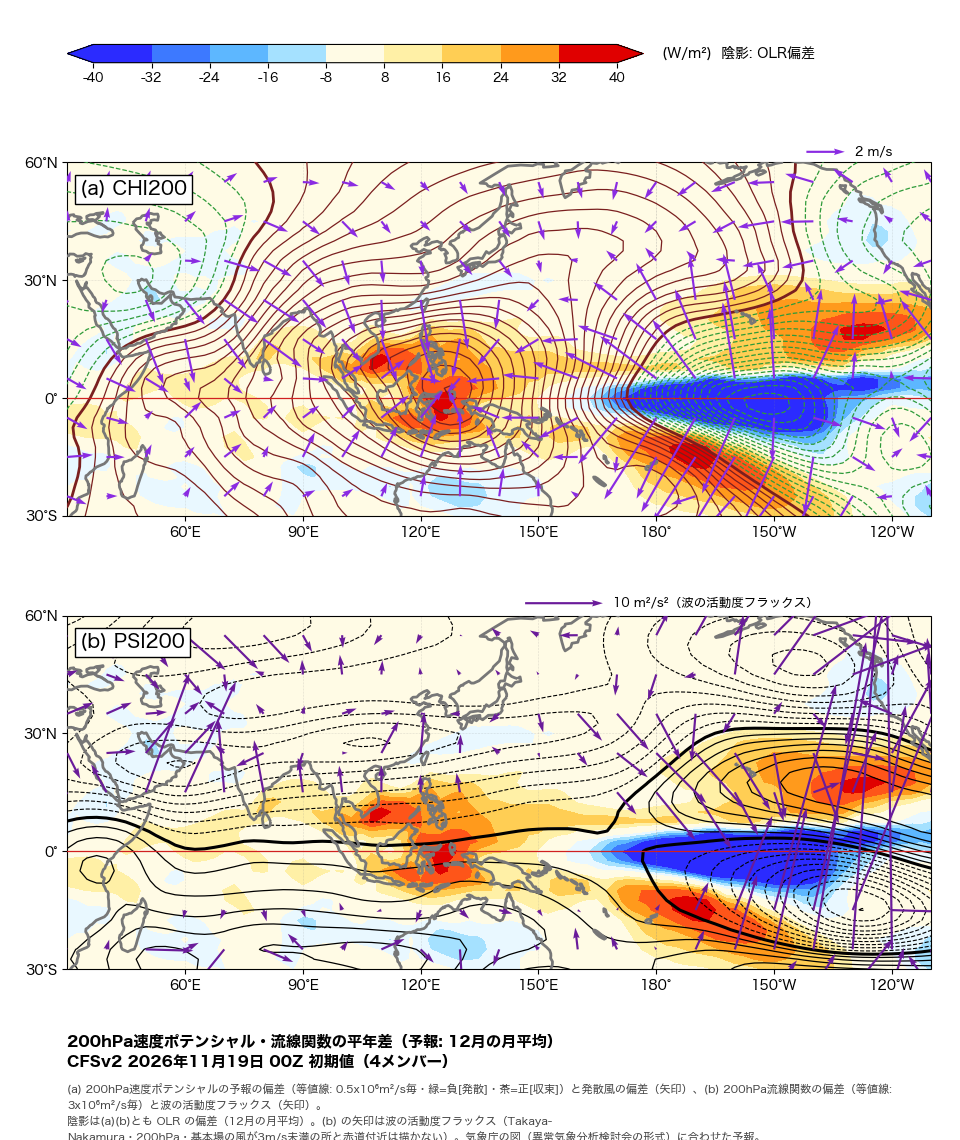 -40 -32 -24 -16 -8 8 16 24 32 40
(W/m²) 陰影: OLR偏差
2 m/s
(a) CHI200
60°N
30°N
0°
30°S
60°E 90°E 120°E 150°E 180° 150°W 120°W
10 m²/s²（波の活動度フラックス）
(b) PSI200
60°N
30°N
0°
30°S
60°E 90°E 120°E 150°E 180° 150°W 120°W
200hPa速度ポテンシャル・流線関数の平年差（予報: 12月の月平均）
CFSv2 2026年11月19日 00Z 初期値（4メンバー）
(a) 200hPa速度ポテンシャルの予報の偏差（等値線: 0.5x10⁶m²/s毎・緑=負[発散]・茶=正[収束]）と発散風の偏差（矢印）、(b) 200hPa流線関数の偏差（等値線:
3x10⁶m²/s毎）と波の活動度フラックス（矢印）。
陰影は(a)(b)とも OLR の偏差（12月の月平均）。(b) の矢印は波の活動度フラックス（Takaya-
Nakamura・200hPa・基本場の風が3m/s未満の所と赤道付近は描かない）。気象庁の図（異常気象分析検討会の形式）に合わせた予報。